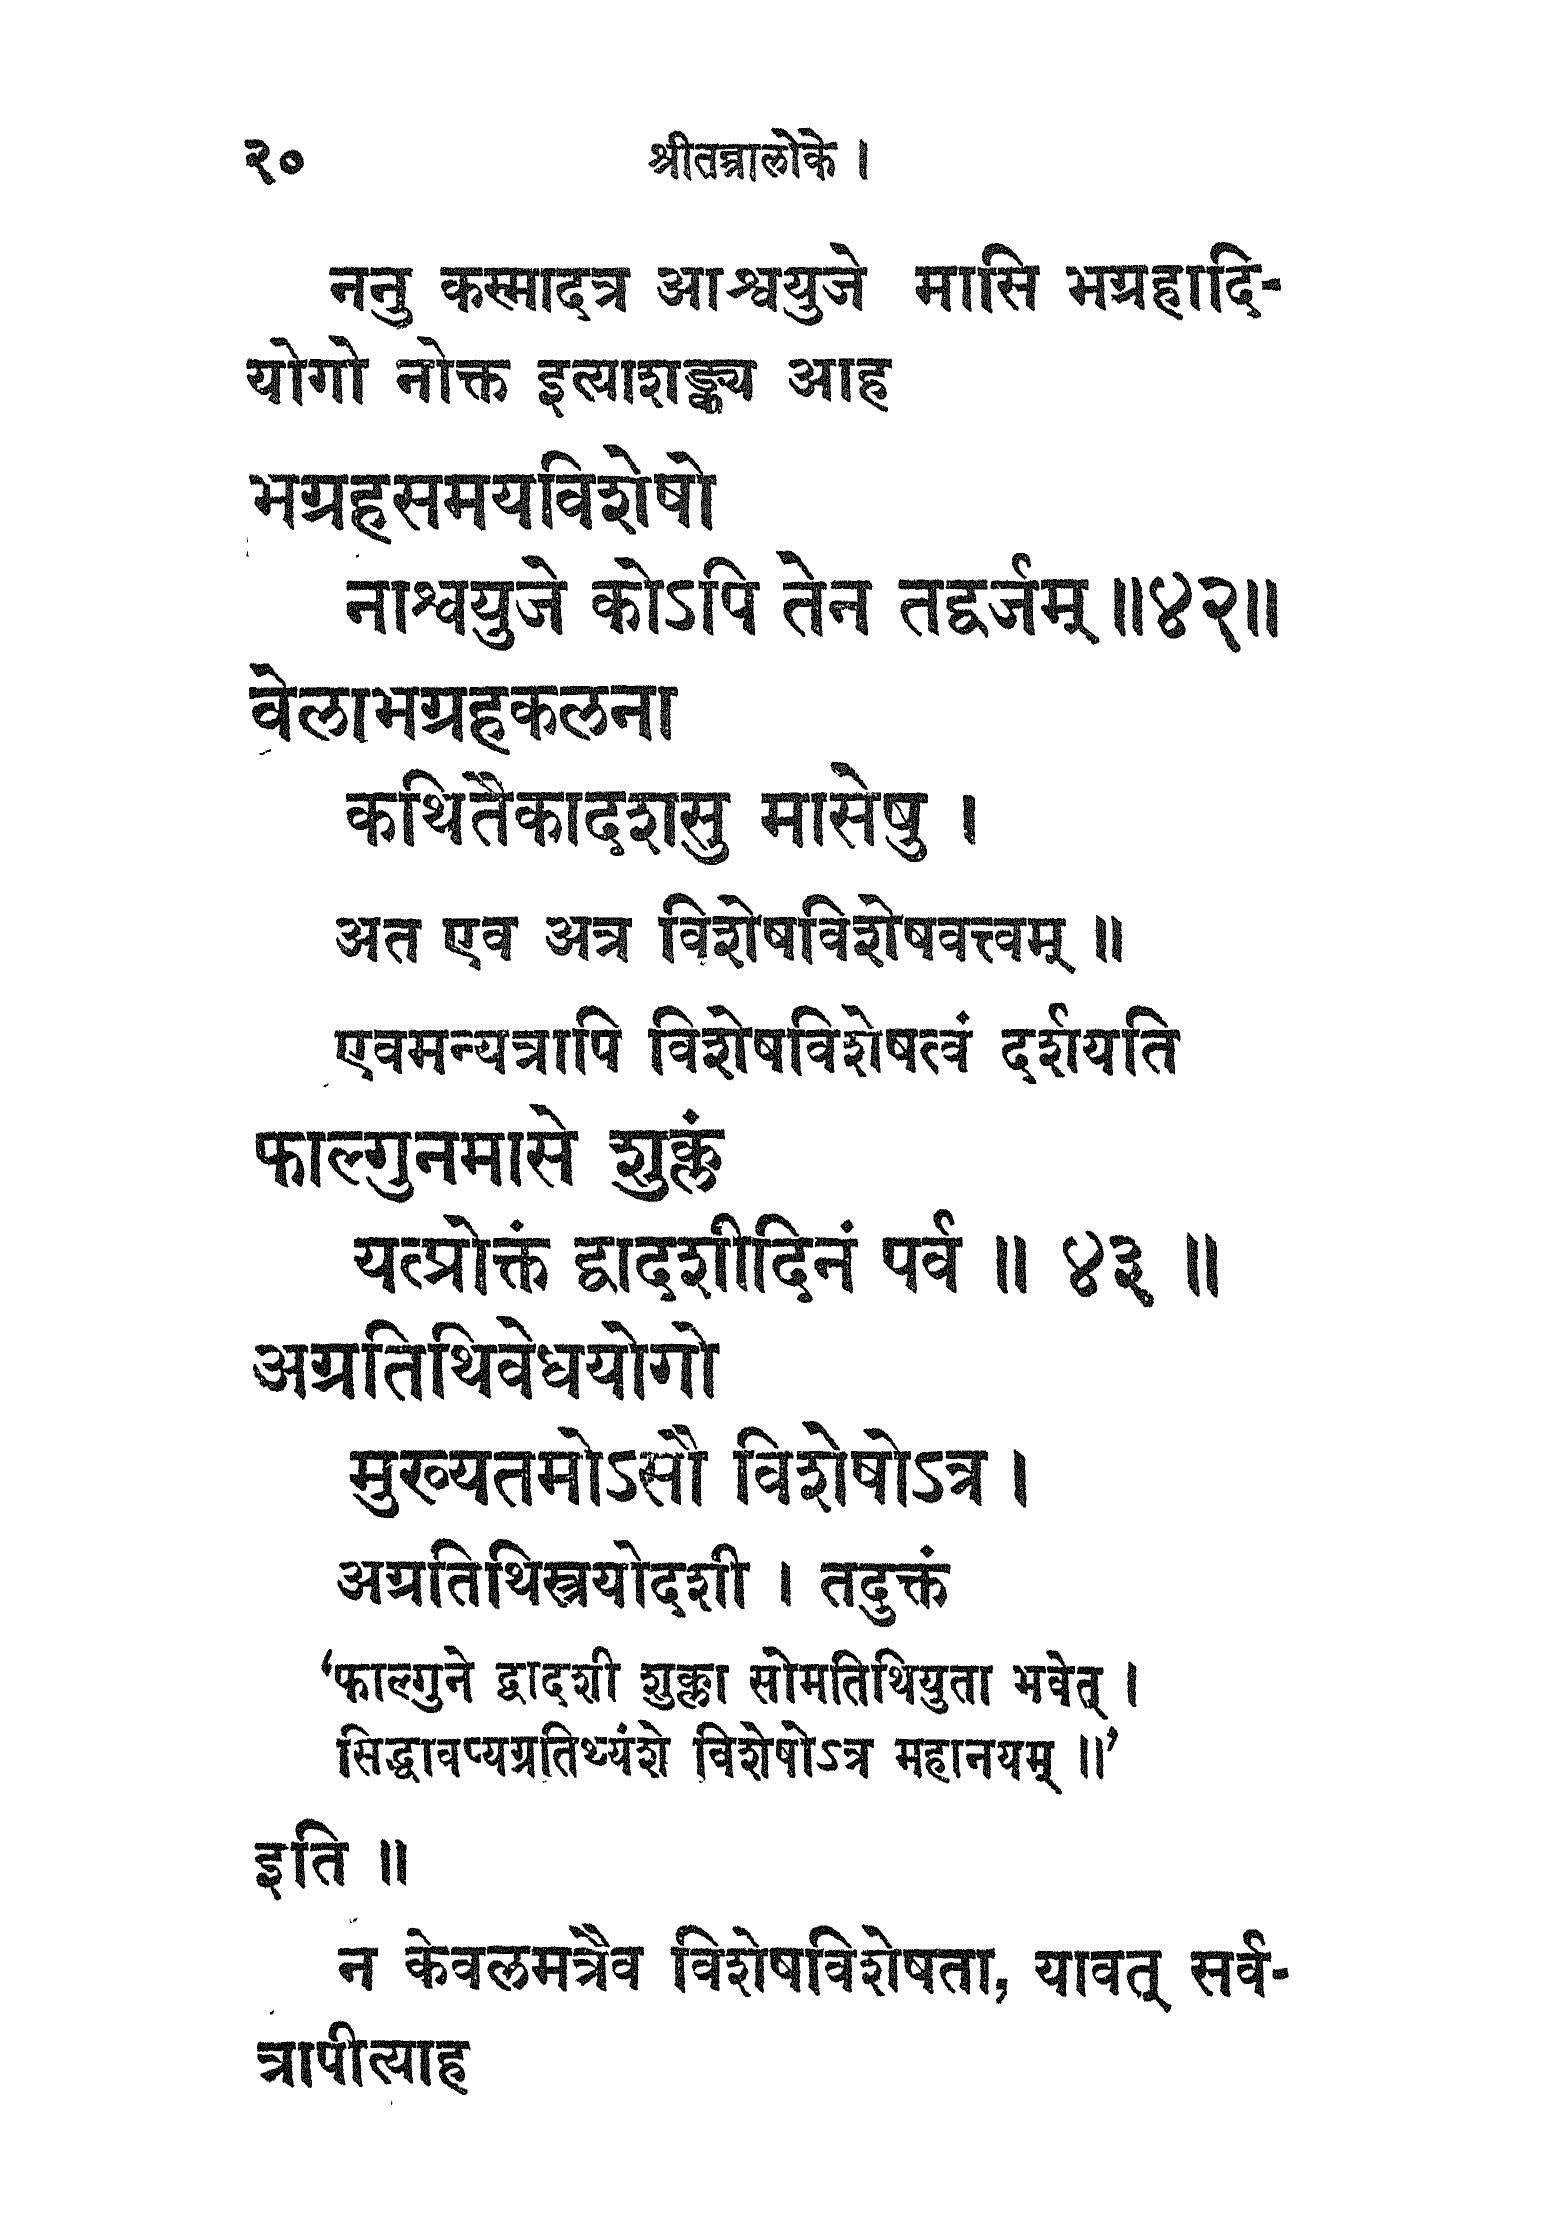 २० श्रीतन्त्रालोके ।
ननु कस्मादत्र आश्वयुजे मासि भग्रहादि-
योगो नोक्त इत्याशङ्क्य आह
भग्रहसमयविशेषो
नाश्वयुजे कोऽपि तेन तद्वर्जम् ॥४२॥
वेलाभग्रहकलना
कथितैकादशसु मासेषु ।
अत एव अत्र विशेषविशेषवत्त्वम् ॥
एवमन्यत्रापि विशेषविशेषत्वं दर्शयति
फाल्गुनमासे शुक्लं
यत्प्रोक्तं द्वादशीदिनं पर्व ॥ ४३ ॥
अग्रतिथिवेधयोगो
मुख्यतमोऽसौ विशेषोऽत्र ।
अग्रतिथिस्त्रयोदशी । तदुक्तं
‘फाल्गुने द्वादशी शुक्ला सोमतिथियुता भवेत् ।
सिद्धावप्यग्रतिथ्यंशे विशेषोऽत्र महानयम् ॥’
इति ॥
न केवलमत्रैव विशेषविशेषता, यावत् सर्व-
त्रापीत्याह